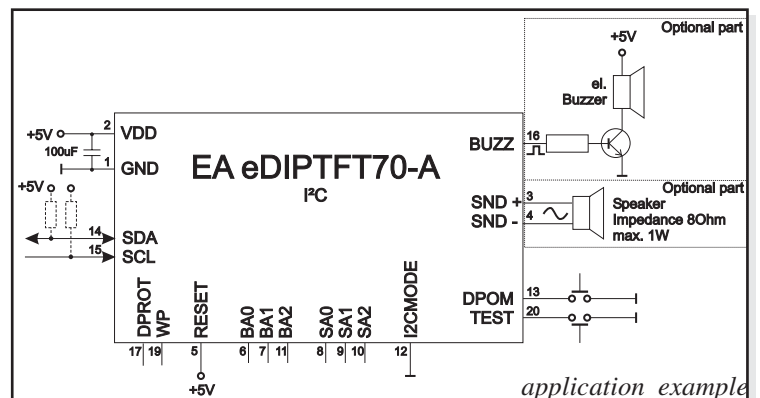 Optional part
+5V
el.
Buzzer
2
+5V
VDD
BUZZ
16
100uF
1
GND
EA eDIPTFT70-A
I²C
+5V
Optional part
SND +
3
Speaker
SND -
4
Impedance 8Ohm
max. 1W
14
SDA
15
SCL
DPROT
WP
RESET
BA0
BA1
BA2
SA0
SA1
SA2
I2CMODE
DPOM
13
TEST
20
17
19
5
6
7
11
8
9
10
12
+5V
application example